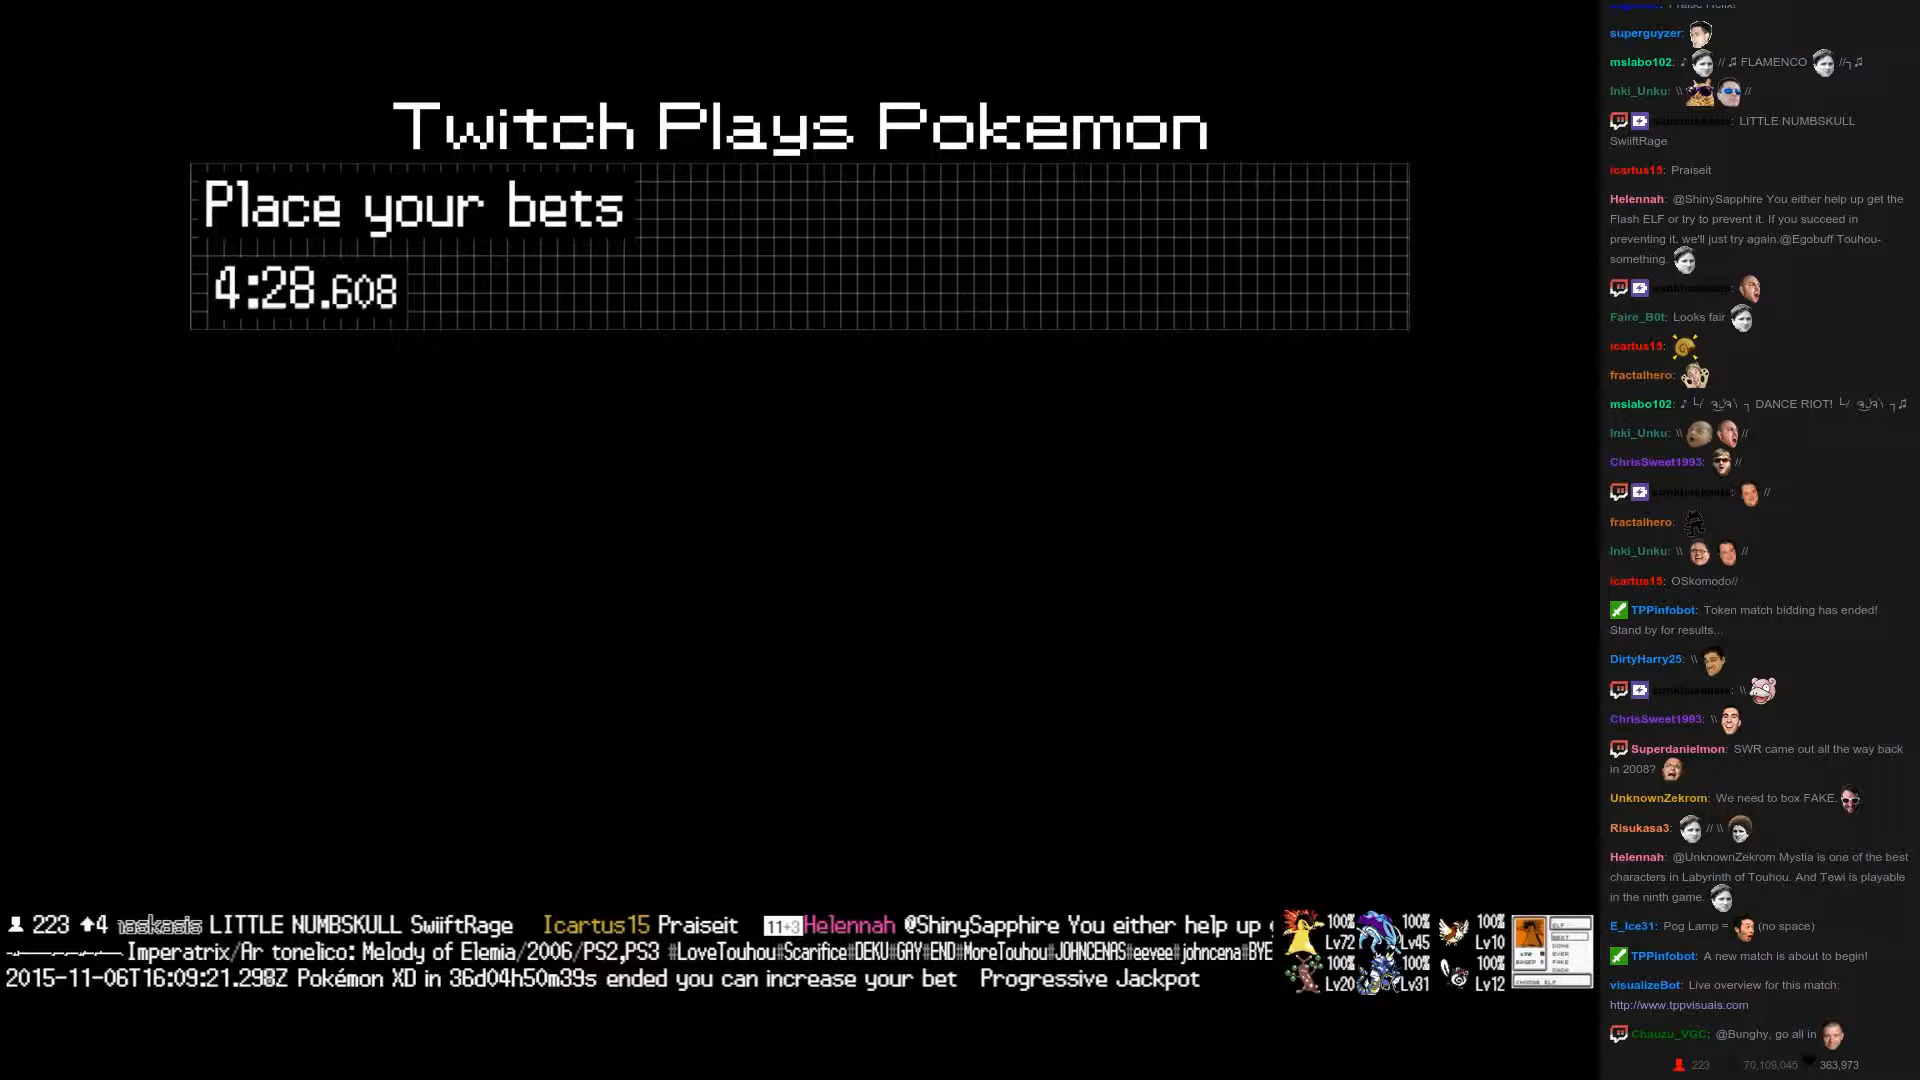 Twitch Plays Pokemon
Place your bets
4:28.608
223 4 LITTLE NUMBSKULL SwiiftRage Icartus15 Praiseit 11+3 Helennah @ShinySapphire You either help up
Imperatrix/Ar tonelico: Melody of Elemia/2006/PS2,PS3 #LoveTouhou#Scarifice#DEKU#GAY#END#MoreTouhou#JOHNCENAS#eevee#johncena#BYE
2015-11-06T16:09:21.298Z Pokémon XD in 36d04h50m39s ended you can increase your bet Progressive Jackpot
100% 100% 100%
Lv72 Lv45 Lv10
100% 100% 100%
Lv20 Lv31 Lv12
superguyzer:
mslabo102: ♪ // ♫ FLAMENCO //┐♫
Inki_Unku: \\ //
: LITTLE NUMBSKULL
SwiiftRage
icartus15: Praiseit
Helennah: @ShinySapphire You either help up get the
Flash ELF or try to prevent it. If you succeed in
preventing it, we'll just try again.@Egobuff Touhou-
something.
Faire_B0t: Looks fair
icartus15:
fractalhero:
mslabo102: ♪ DANCE RIOT! ┐♫
Inki_Unku: \\ //
ChrisSweet1993: //
//
fractalhero:
Inki_Unku: \\ //
icartus15: OSkomodo//
TPPinfobot: Token match bidding has ended!
Stand by for results...
DirtyHarry25: \\
: \\
ChrisSweet1993: \\
Superdanielmon: SWR came out all the way back
in 2008?
UnknownZekrom: We need to box FAKE.
Risukasa3: // \\
Helennah: @UnknownZekrom Mystia is one of the best
characters in Labyrinth of Touhou. And Tewi is playable
in the ninth game.
E_Ice31: Pog Lamp = (no space)
TPPinfobot: A new match is about to begin!
visualizeBot: Live overview for this match:
http://www.tppvisuals.com
Chauzu_VGC: @Bunghy, go all in
223 70,109,045 363,973